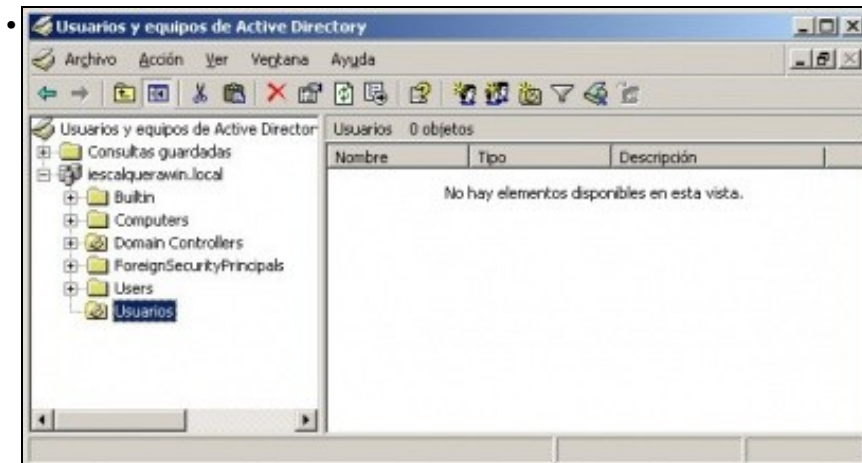 Usuarios y equipos de Active Directory
Archivo Acción Ver Ventana Ayuda
Usuarios y equipos de Active Director
Usuarios 0 objetos
Consultas guardadas
Nombre Tipo Descripción
iescalquerawin.local
No hay elementos disponibles en esta vista.
Builtin
Computers
Domain Controllers
ForeignSecurityPrincipals
Users
Usuarios